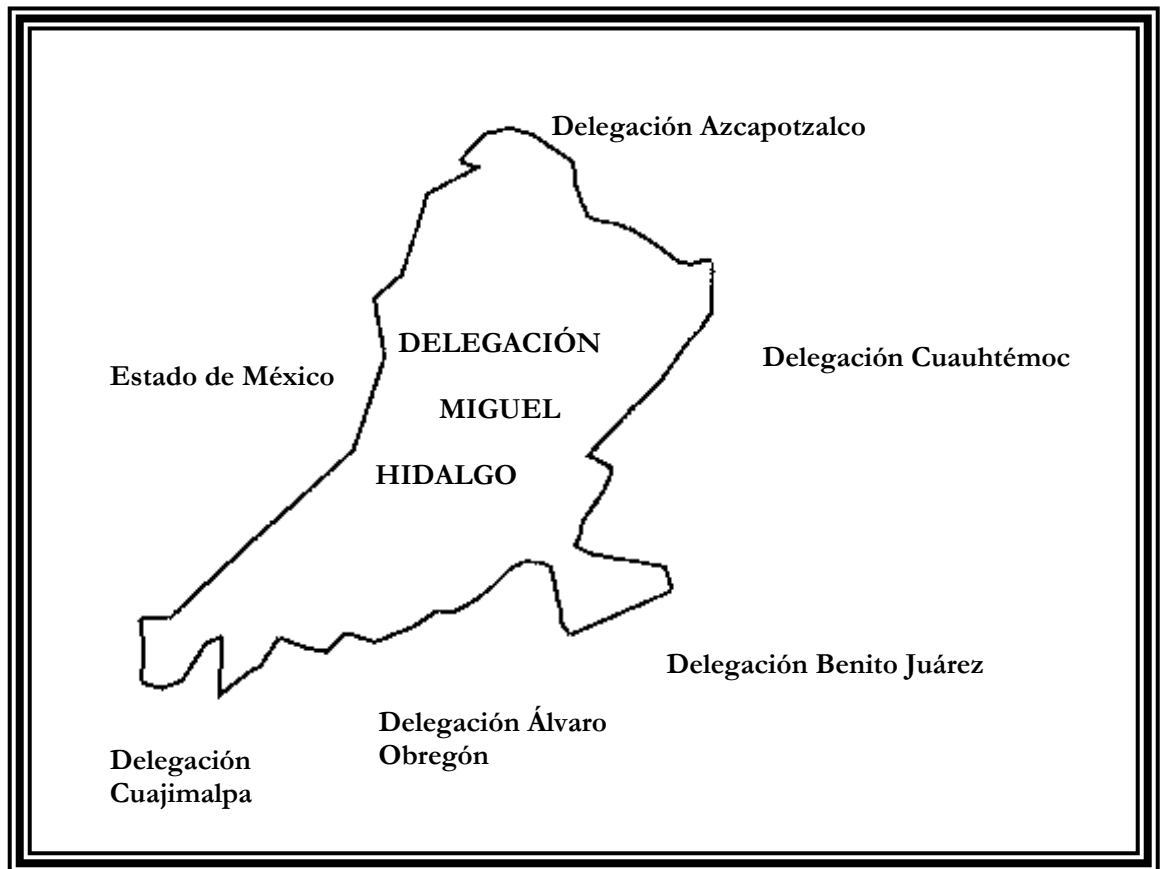 Delegación Azcapotzalco
DELEGACIÓN
Delegación Cuauhtémoc
Estado de México
MIGUEL
HIDALGO
Delegación Benito Juárez
Delegación Álvaro
Obregón
Delegación
Cuajimalpa